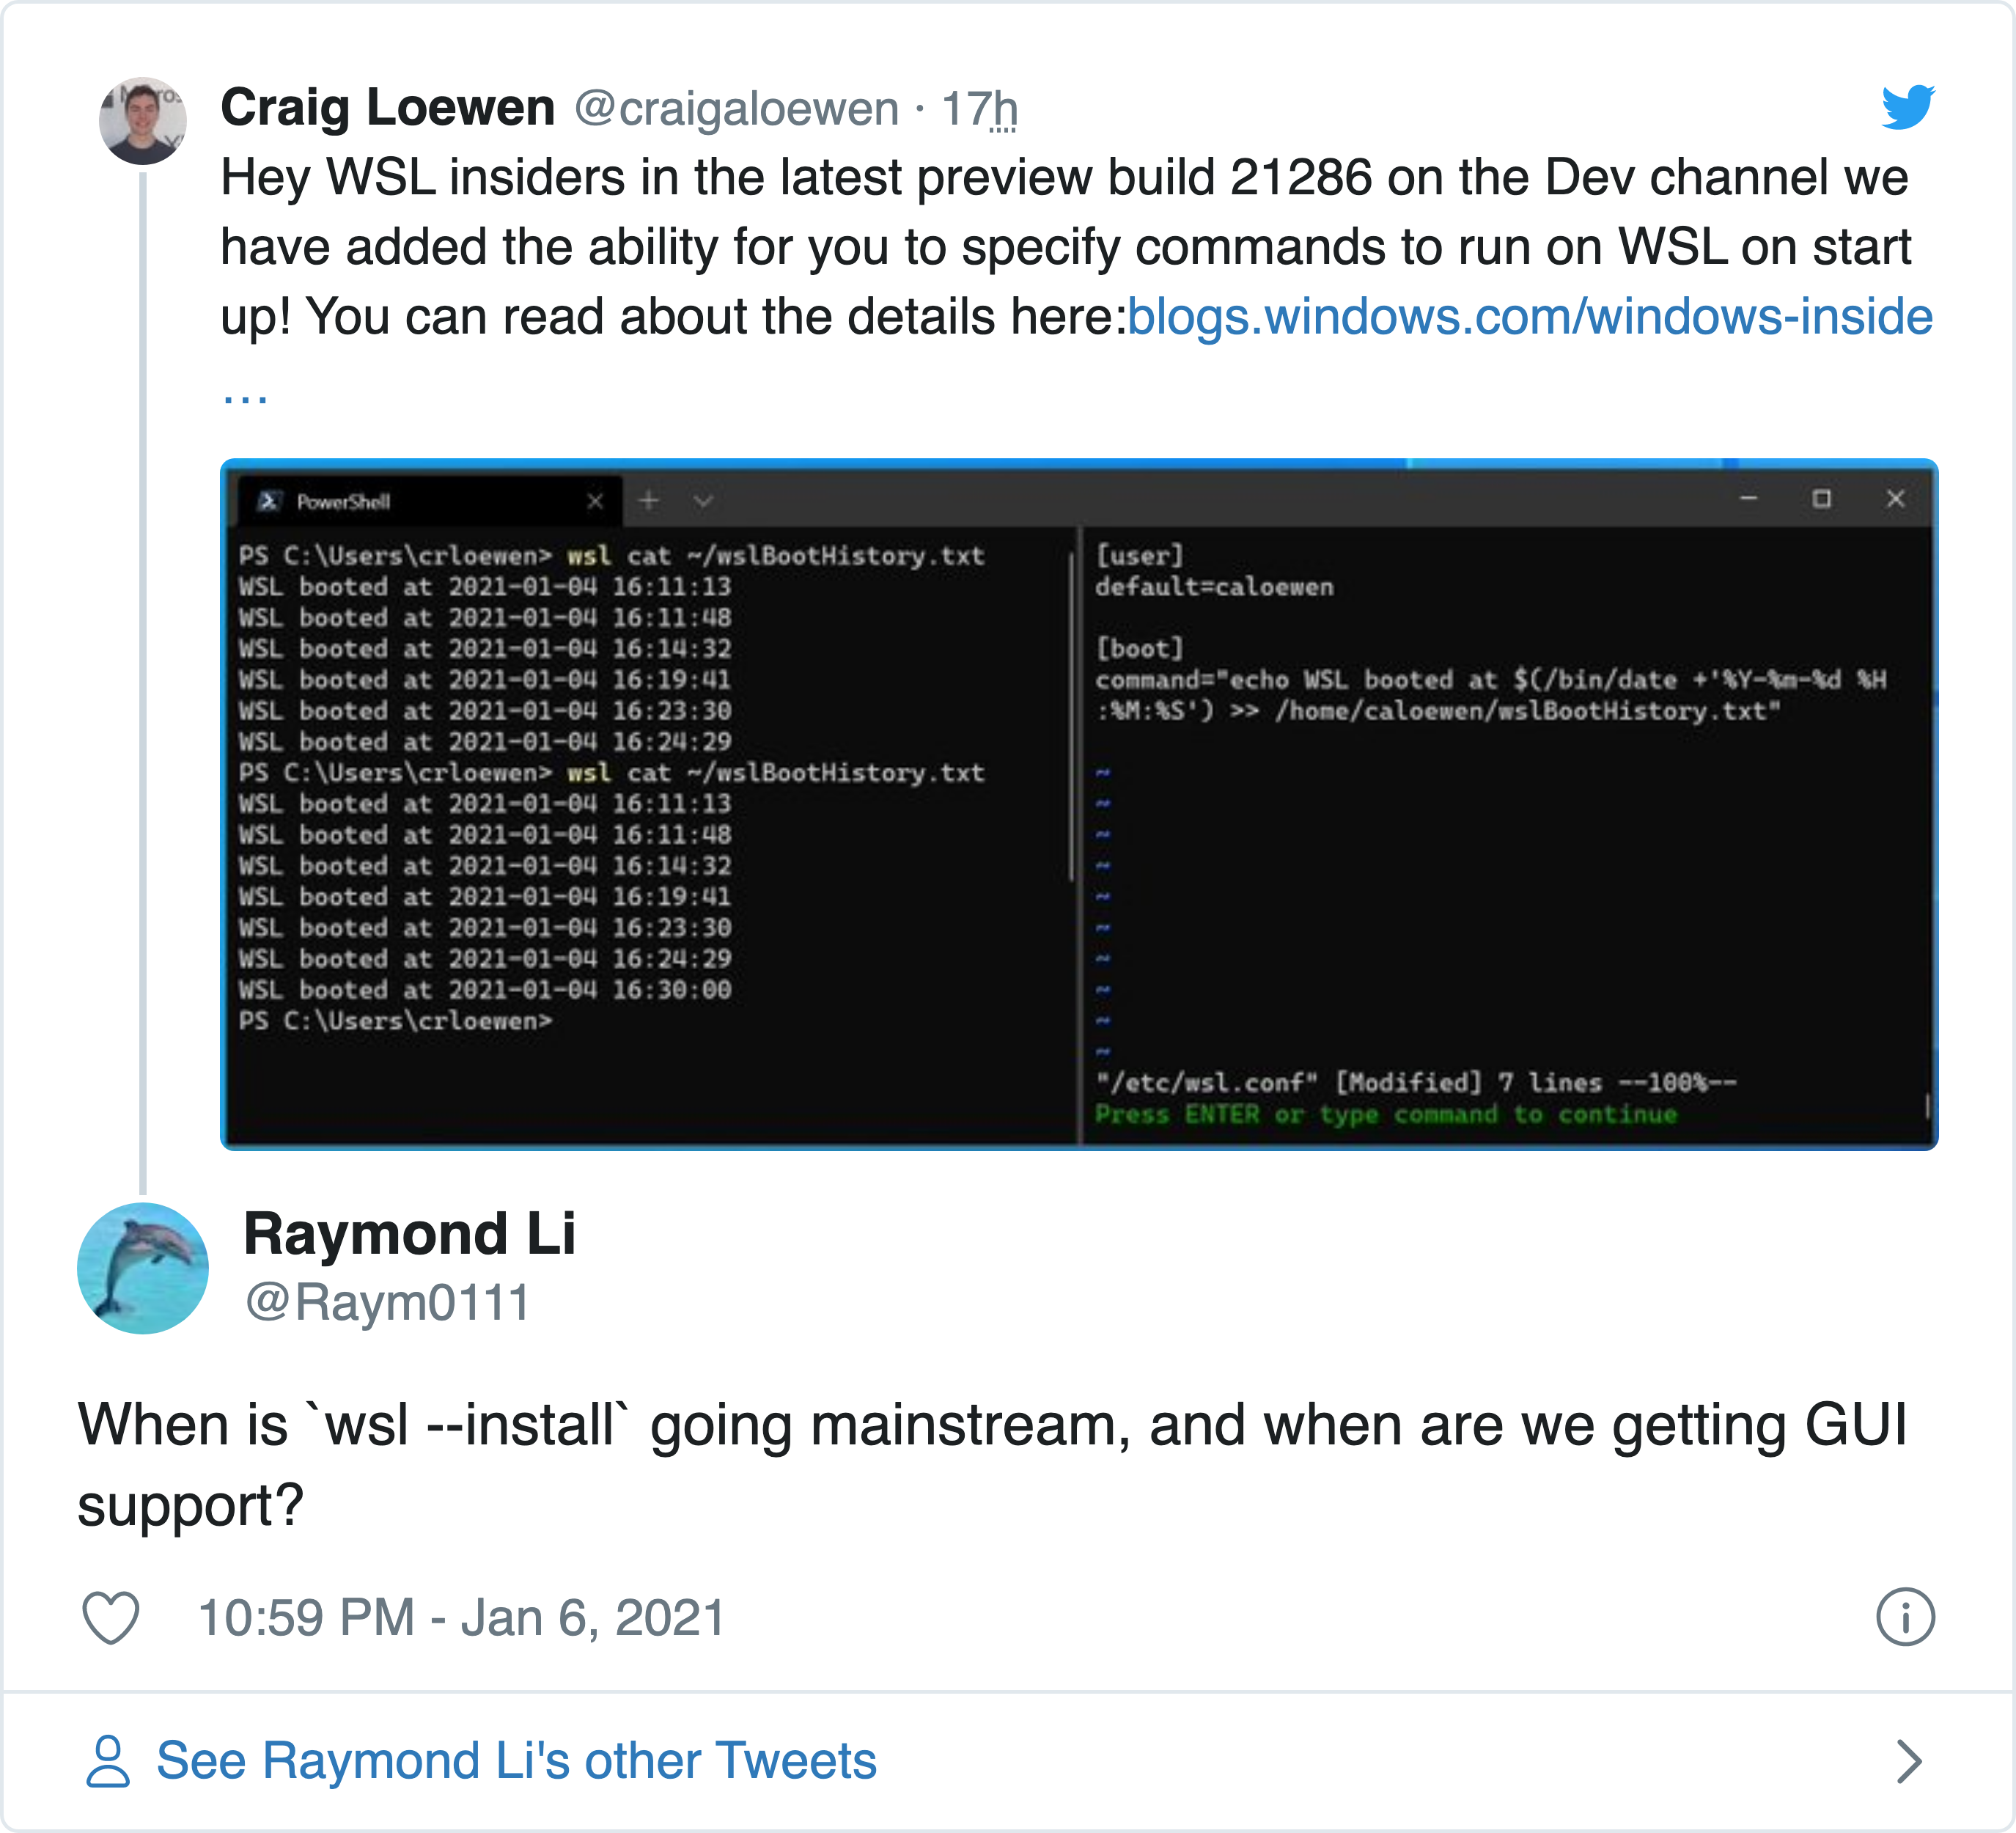 Craig Loewen @craigaloewen · 17h
Hey WSL insiders in the latest preview build 21286 on the Dev channel we
have added the ability for you to specify commands to run on WSL on start
up! You can read about the details here:blogs.windows.com/windows-inside
...
PowerShell
PS C:\Users\crloewen> wsl cat ~/wslBootHistory.txt
WSL booted at 2021-01-04 16:11:13
WSL booted at 2021-01-04 16:11:48
WSL booted at 2021-01-04 16:14:32
WSL booted at 2021-01-04 16:19:41
WSL booted at 2021-01-04 16:23:30
WSL booted at 2021-01-04 16:24:29
PS C:\Users\crloewen> wsl cat ~/wslBootHistory.txt
WSL booted at 2021-01-04 16:11:13
WSL booted at 2021-01-04 16:11:48
WSL booted at 2021-01-04 16:14:32
WSL booted at 2021-01-04 16:19:41
WSL booted at 2021-01-04 16:23:30
WSL booted at 2021-01-04 16:24:29
WSL booted at 2021-01-04 16:30:00
PS C:\Users\crloewen>
[user]
default=caloewen
[boot]
command="echo WSL booted at $(/bin/date +'%Y-%m-%d %H
:%M:%S') >> /home/caloewen/wslBootHistory.txt"
~
~
~
~
~
~
~
~
~
~
"/etc/wsl.conf" [Modified] 7 lines --100%--
Press ENTER or type command to continue
Raymond Li
@Raym0111
When is `wsl --install` going mainstream, and when are we getting GUI
support?
10:59 PM - Jan 6, 2021
See Raymond Li's other Tweets